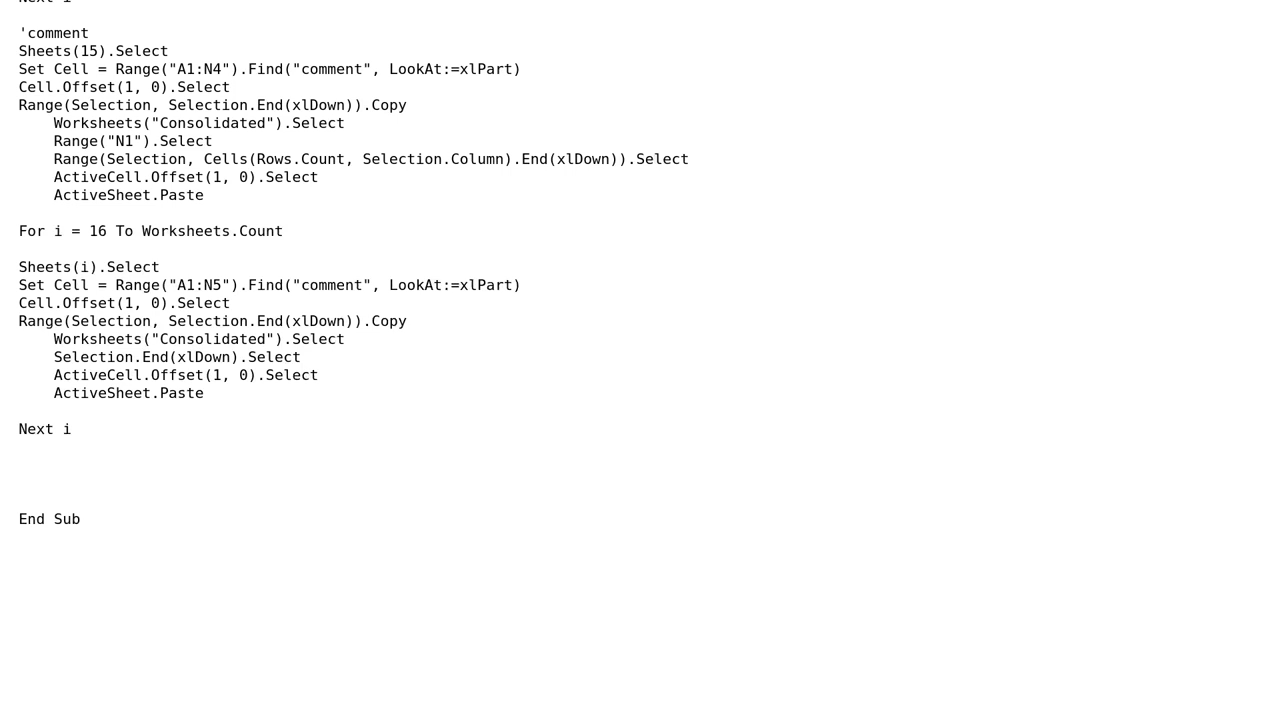 Next i
'comment
Sheets(15).Select
Set Cell = Range("A1:N4").Find("comment", LookAt:=xlPart)
Cell.Offset(1, 0).Select
Range(Selection, Selection.End(xlDown)).Copy
    Worksheets("Consolidated").Select
    Range("N1").Select
    Range(Selection, Cells(Rows.Count, Selection.Column).End(xlDown)).Select
    ActiveCell.Offset(1, 0).Select
    ActiveSheet.Paste
For i = 16 To Worksheets.Count
Sheets(i).Select
Set Cell = Range("A1:N5").Find("comment", LookAt:=xlPart)
Cell.Offset(1, 0).Select
Range(Selection, Selection.End(xlDown)).Copy
    Worksheets("Consolidated").Select
    Selection.End(xlDown).Select
    ActiveCell.Offset(1, 0).Select
    ActiveSheet.Paste
Next i
End Sub